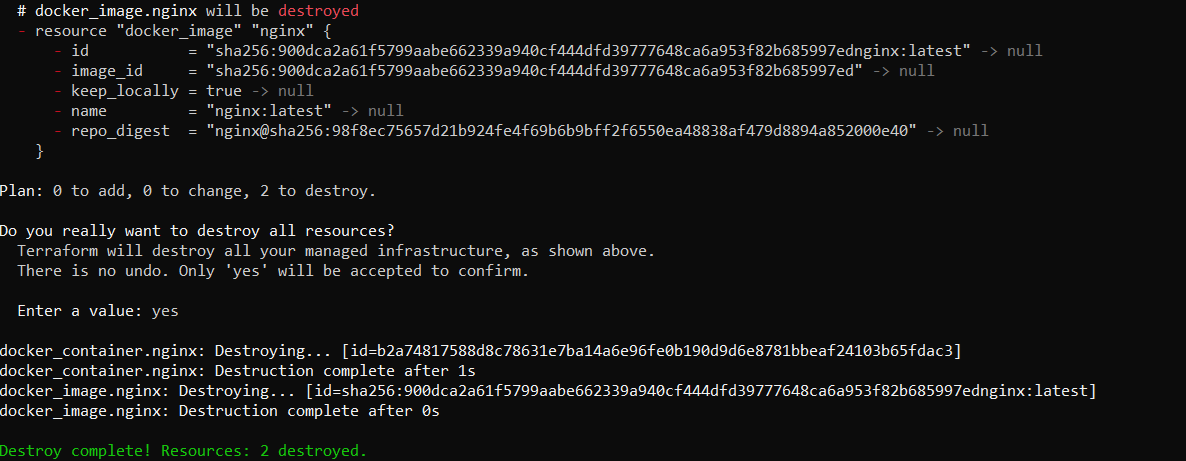 # docker_image.nginx will be destroyed
- resource "docker_image" "nginx" {
- id = "sha256:900dca2a61f5799aabe662339a940cf444dfd39777648ca6a953f82b685997ednginx:latest" -> null
- image_id = "sha256:900dca2a61f5799aabe662339a940cf444dfd39777648ca6a953f82b685997ed" -> null
- keep_locally = true -> null
- name = "nginx:latest" -> null
- repo_digest = "nginx@sha256:98f8ec75657d21b924fe4f69b6b9bff2f6550ea48838af479d8894a852000e40" -> null
}
Plan: 0 to add, 0 to change, 2 to destroy.
Do you really want to destroy all resources?
Terraform will destroy all your managed infrastructure, as shown above.
There is no undo. Only 'yes' will be accepted to confirm.
Enter a value: yes
docker_container.nginx: Destroying... [id=b2a74817588d8c78631e7ba14a6e96fe0b190d9d6e8781bbeaf24103b65fdac3]
docker_container.nginx: Destruction complete after 1s
docker_image.nginx: Destroying... [id=sha256:900dca2a61f5799aabe662339a940cf444dfd39777648ca6a953f82b685997ednginx:latest]
docker_image.nginx: Destruction complete after 0s
Destroy complete! Resources: 2 destroyed.